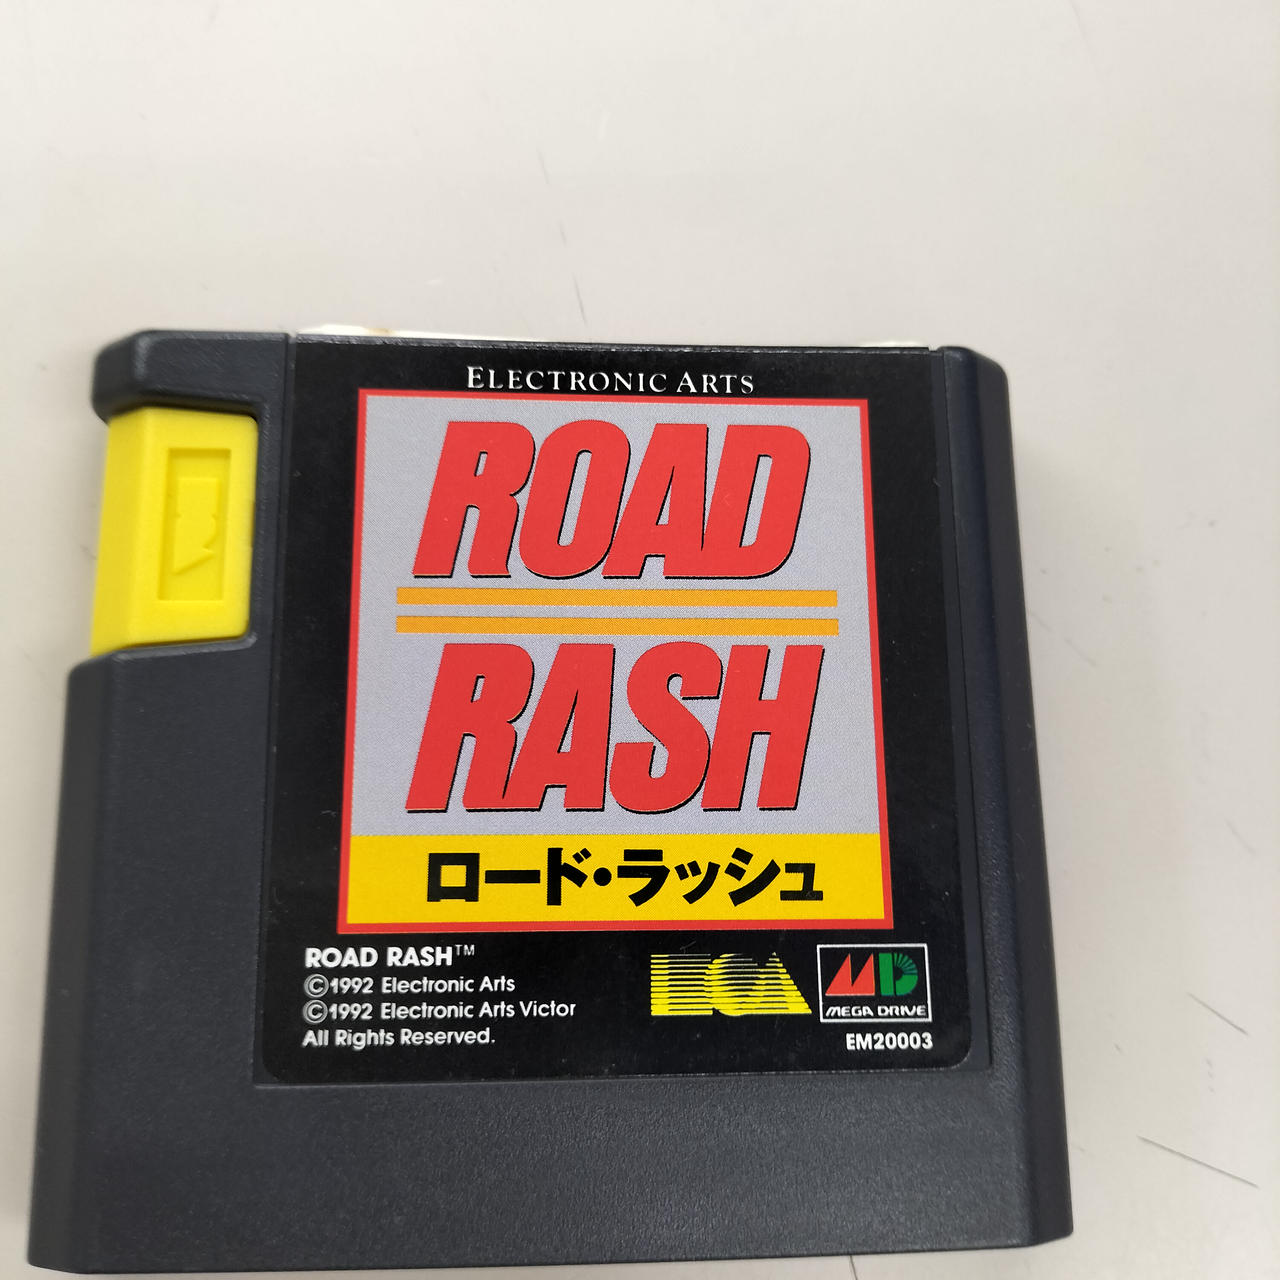 ELECTRONIC ARTS
ROAD
RASH
ロード・ラッシュ
ROAD RASH™
©1992 Electronic Arts
©1992 Electronic Arts Victor
All Rights Reserved.
EA
MD
MEGA DRIVE
EM20003